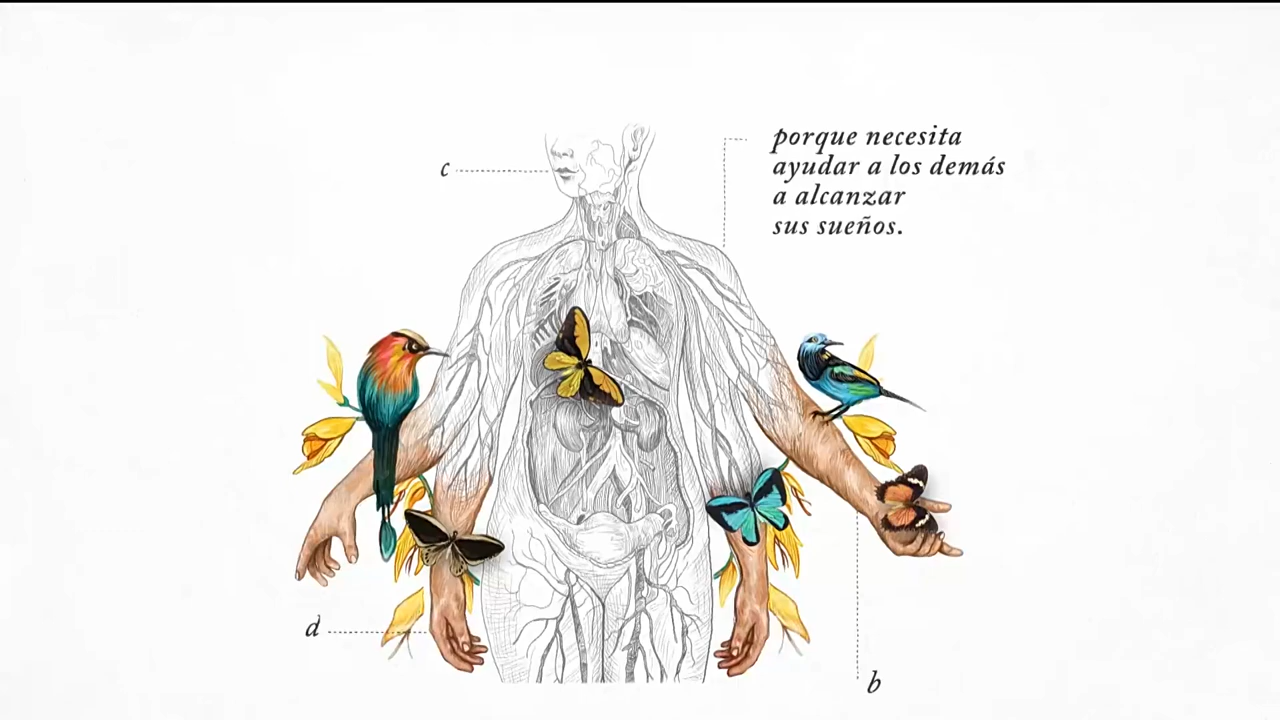 porque necesita
ayudar a los demás
a alcanzar
sus sueños.
c
d
b